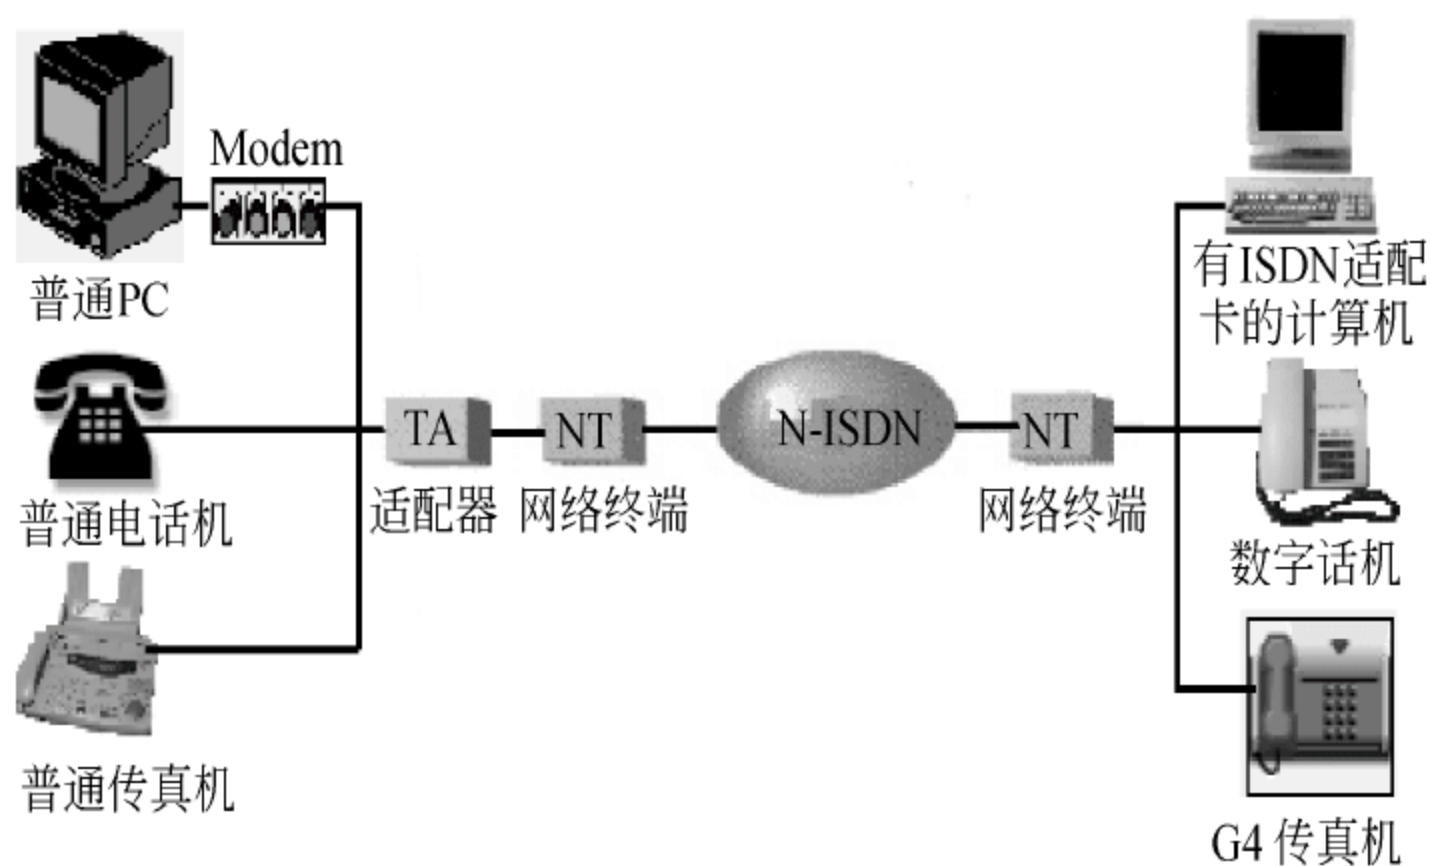 Modem
普通PC
普通电话机
普通传真机
TA
适配器
NT
网络终端
N-ISDN
NT
网络终端
有ISDN适配
卡的计算机
数字话机
G4 传真机